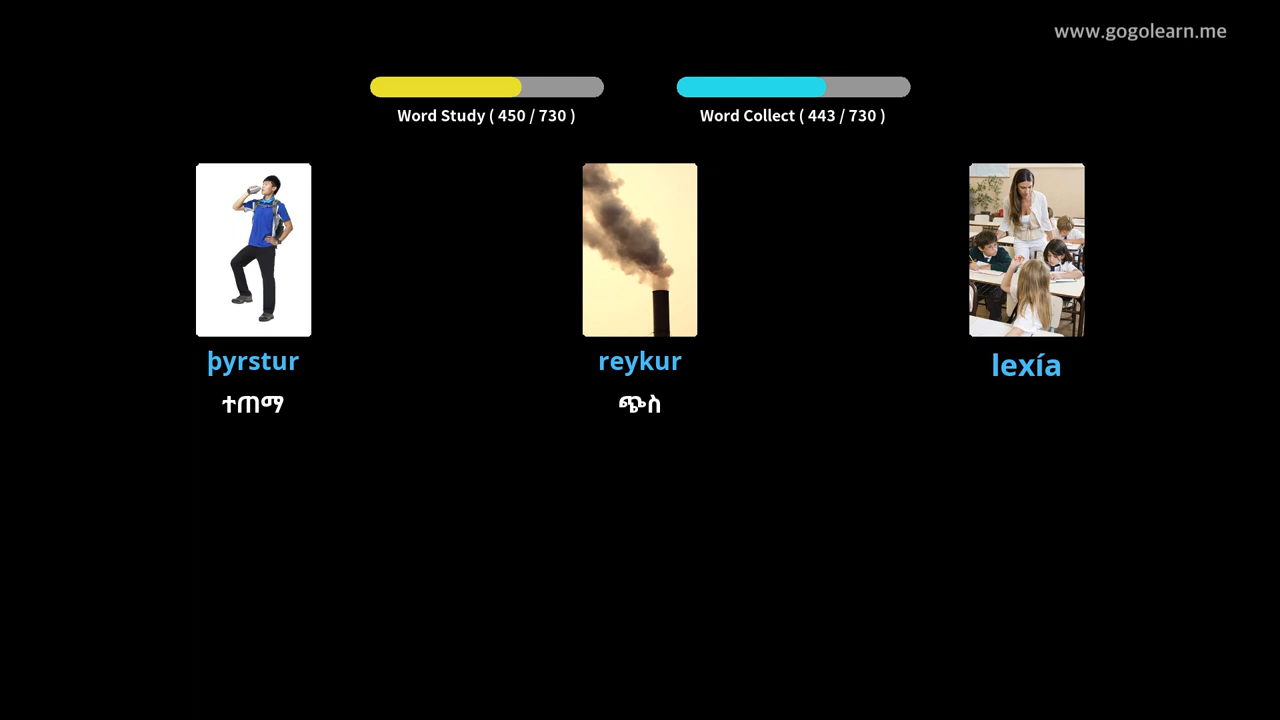 www.gogolearn.me
Word Study ( 450 / 730 )
Word Collect ( 443 / 730 )
þyrstur
reykur
lexía
ተጠማ
ጭስ